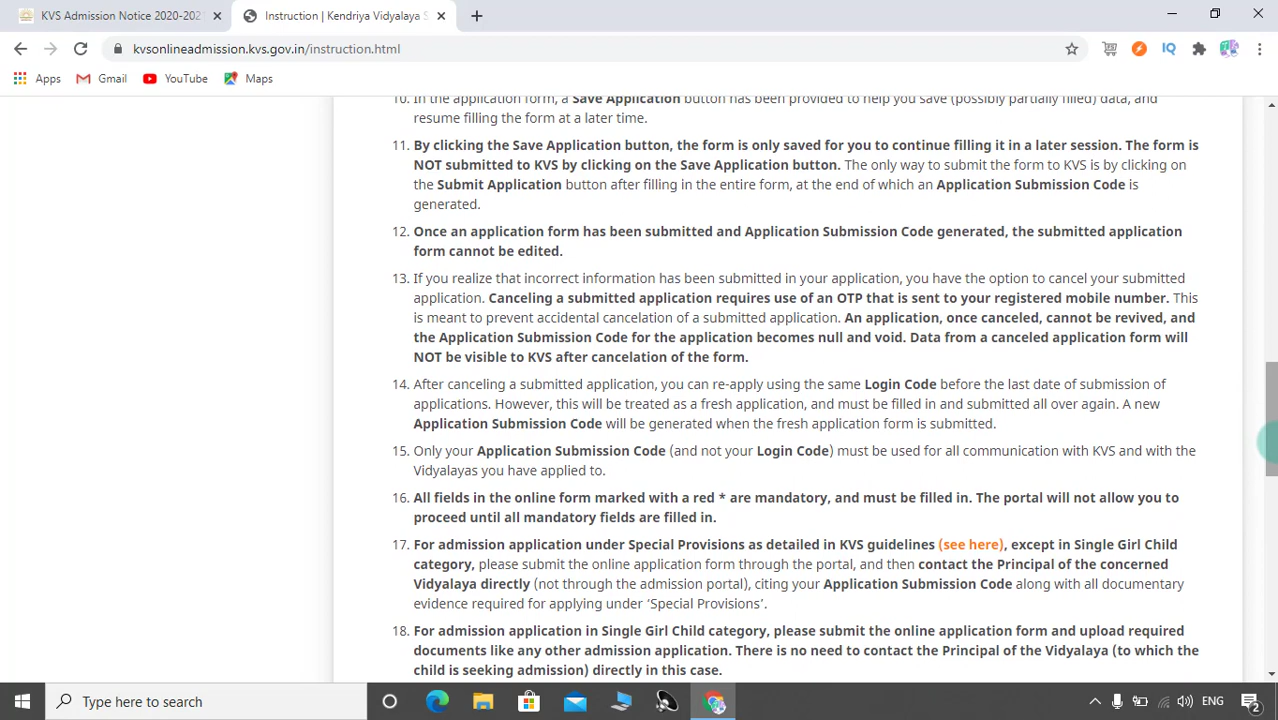 KVS Admission Notice 2020-202
Instruction | Kendriya Vidyalaya S
kvsonlineadmission.kvs.gov.in/instruction.html
Apps Gmail YouTube Maps
10. In the application form, a Save Application button has been provided to help you save (possibly partially filled) data, and
resume filling the form at a later time.
11. By clicking the Save Application button, the form is only saved for you to continue filling it in a later session. The form is
NOT submitted to KVS by clicking on the Save Application button. The only way to submit the form to KVS is by clicking on
the Submit Application button after filling in the entire form, at the end of which an Application Submission Code is
generated.
12. Once an application form has been submitted and Application Submission Code generated, the submitted application
form cannot be edited.
13. If you realize that incorrect information has been submitted in your application, you have the option to cancel your submitted
application. Canceling a submitted application requires use of an OTP that is sent to your registered mobile number. This
is meant to prevent accidental cancelation of a submitted application. An application, once canceled, cannot be revived, and
the Application Submission Code for the application becomes null and void. Data from a canceled application form will
NOT be visible to KVS after cancelation of the form.
14. After canceling a submitted application, you can re-apply using the same Login Code before the last date of submission of
applications. However, this will be treated as a fresh application, and must be filled in and submitted all over again. A new
Application Submission Code will be generated when the fresh application form is submitted.
15. Only your Application Submission Code (and not your Login Code) must be used for all communication with KVS and with the
Vidyalayas you have applied to.
16. All fields in the online form marked with a red * are mandatory, and must be filled in. The portal will not allow you to
proceed until all mandatory fields are filled in.
17. For admission application under Special Provisions as detailed in KVS guidelines (see here), except in Single Girl Child
category, please submit the online application form through the portal, and then contact the Principal of the concerned
Vidyalaya directly (not through the admission portal), citing your Application Submission Code along with all documentary
evidence required for applying under ‘Special Provisions’.
18. For admission application in Single Girl Child category, please submit the online application form and upload required
documents like any other admission application. There is no need to contact the Principal of the Vidyalaya (to which the
child is seeking admission) directly in this case.
Type here to search
ENG
2